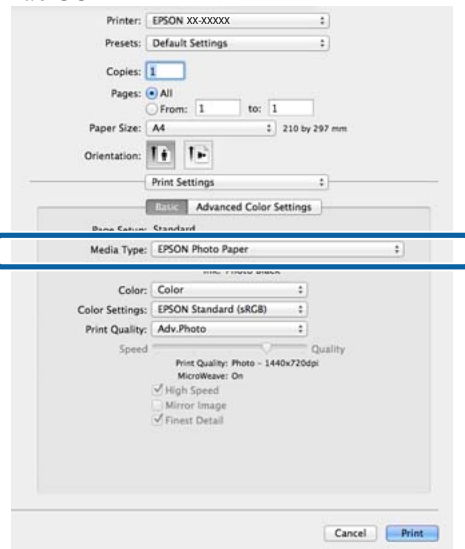 Printer: EPSON XX-XXXXX
Presets: Default Settings
Copies: 1
Pages: All
From: 1 to: 1
Paper Size: A4 210 by 297 mm
Orientation:
Print Settings
Basic Advanced Color Settings
Page Setup: Standard
Media Type: EPSON Photo Paper
Ink: Photo Black
Color: Color
Color Settings: EPSON Standard (sRGB)
Print Quality: Adv.Photo
Speed Quality
Print Quality: Photo - 1440x720dpi
MicroWeave: On
High Speed
Mirror Image
Finest Detail
Cancel Print